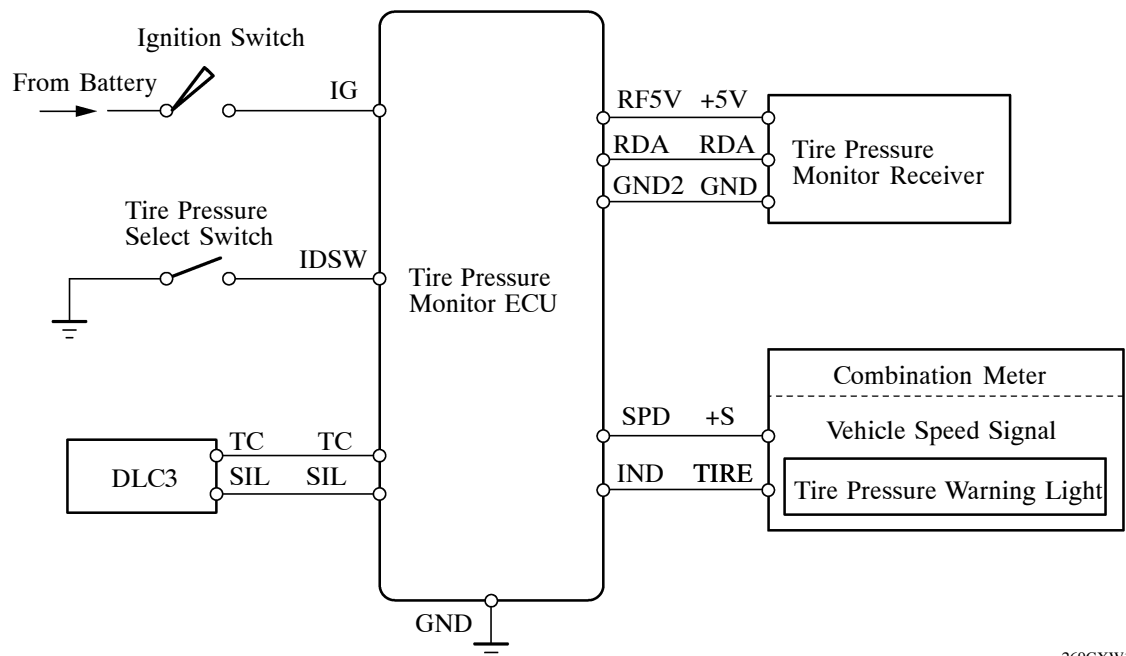 Ignition Switch
From Battery
IG
RF5V +5V
RDA RDA
GND2 GND
Tire Pressure
Monitor Receiver
Tire Pressure
Select Switch
IDSW
Tire Pressure
Monitor ECU
Combination Meter
SPD +S
Vehicle Speed Signal
IND TIRE
Tire Pressure Warning Light
DLC3
TC TC
SIL SIL
GND